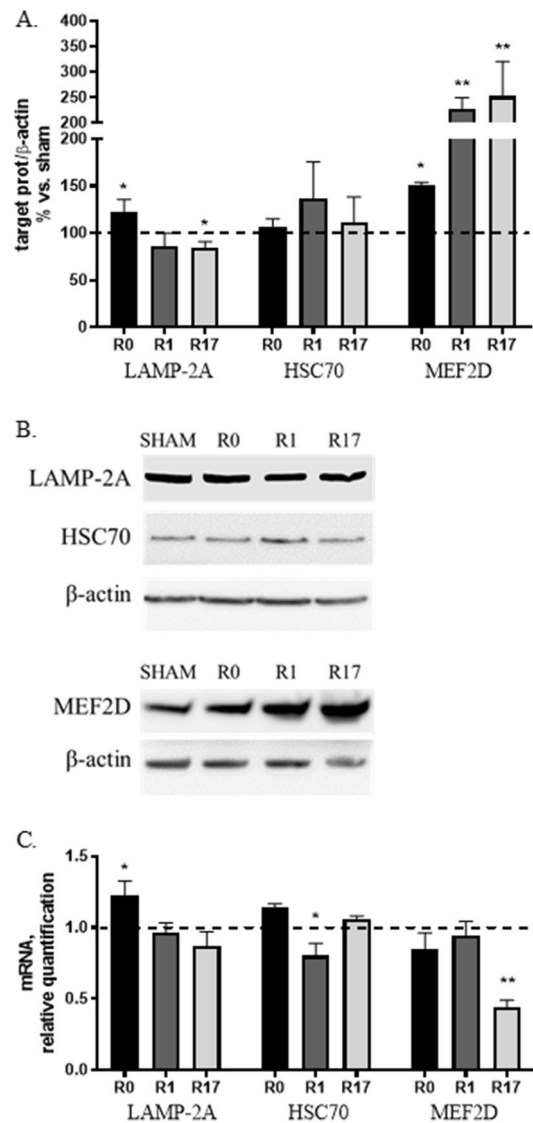 A.
target prot/β-actin
% vs. sham
400
350
300
250
200
150
100
50
0
* * * ** **
R0 R1 R17 R0 R1 R17 R0 R1 R17
LAMP-2A HSC70 MEF2D
B.
SHAM R0 R1 R17
LAMP-2A
HSC70
β-actin
SHAM R0 R1 R17
MEF2D
β-actin
C.
mRNA,
relative quantification
1.5
1.0
0.5
0.0
* * **
R0 R1 R17 R0 R1 R17 R0 R1 R17
LAMP-2A HSC70 MEF2D